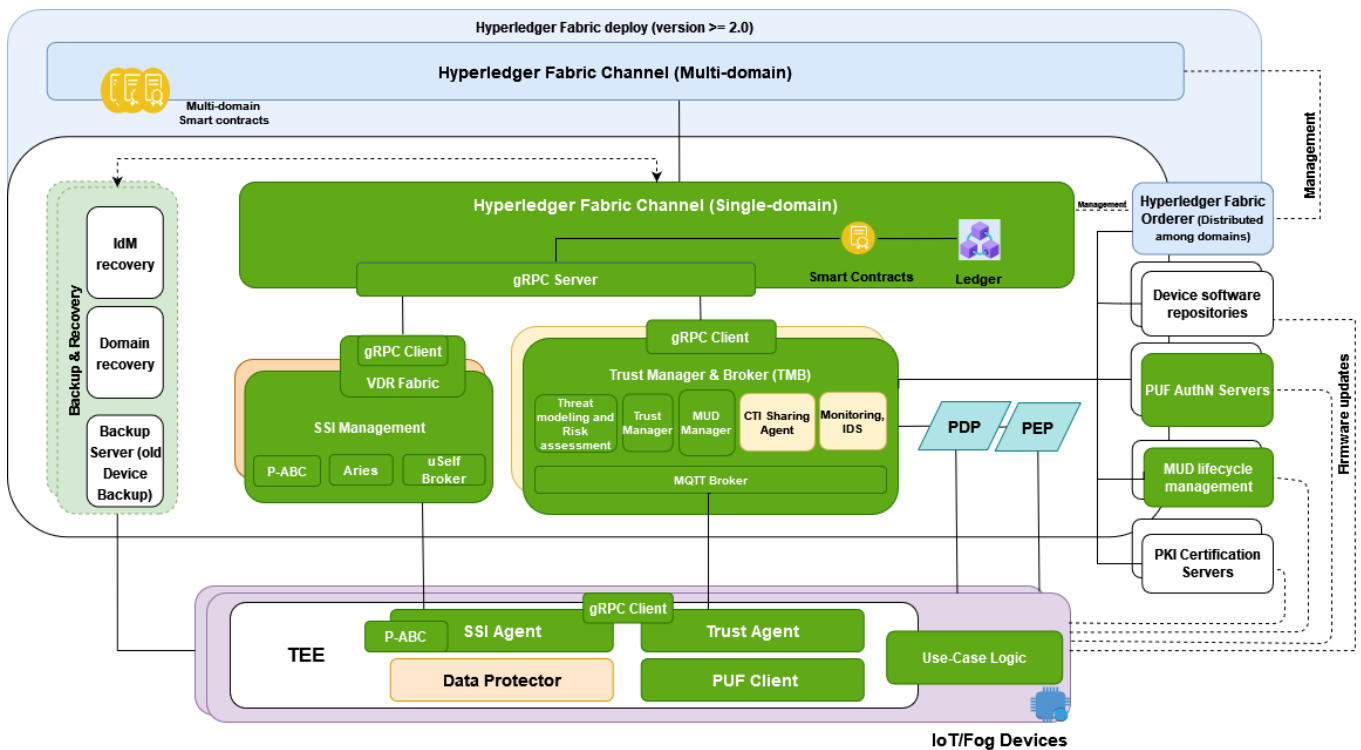 Hyperledger Fabric deploy (version >= 2.0)
Hyperledger Fabric Channel (Multi-domain)
Multi-domain
Smart contracts
Management
Hyperledger Fabric Channel (Single-domain)
Management
Hyperledger Fabric
Orderer (Distributed
among domains)
Smart Contracts
Ledger
gRPC Server
Backup & Recovery
IdM
recovery
Domain
recovery
Backup
Server (old
Device
Backup)
gRPC Client
VDR Fabric
SSI Management
P-ABC
Aries
uSelf
Broker
gRPC Client
Trust Manager & Broker (TMB)
Threat
modeling and
Risk
assessment
Trust
Manager
MUD
Manager
CTI Sharing
Agent
Monitoring,
IDS
MQTT Broker
PDP
PEP
Device software
repositories
PUF AuthN Servers
MUD lifecycle
management
PKI Certification
Servers
Firmware updates
gRPC Client
TEE
P-ABC
SSI Agent
Trust Agent
Data Protector
PUF Client
Use-Case Logic
IoT/Fog Devices